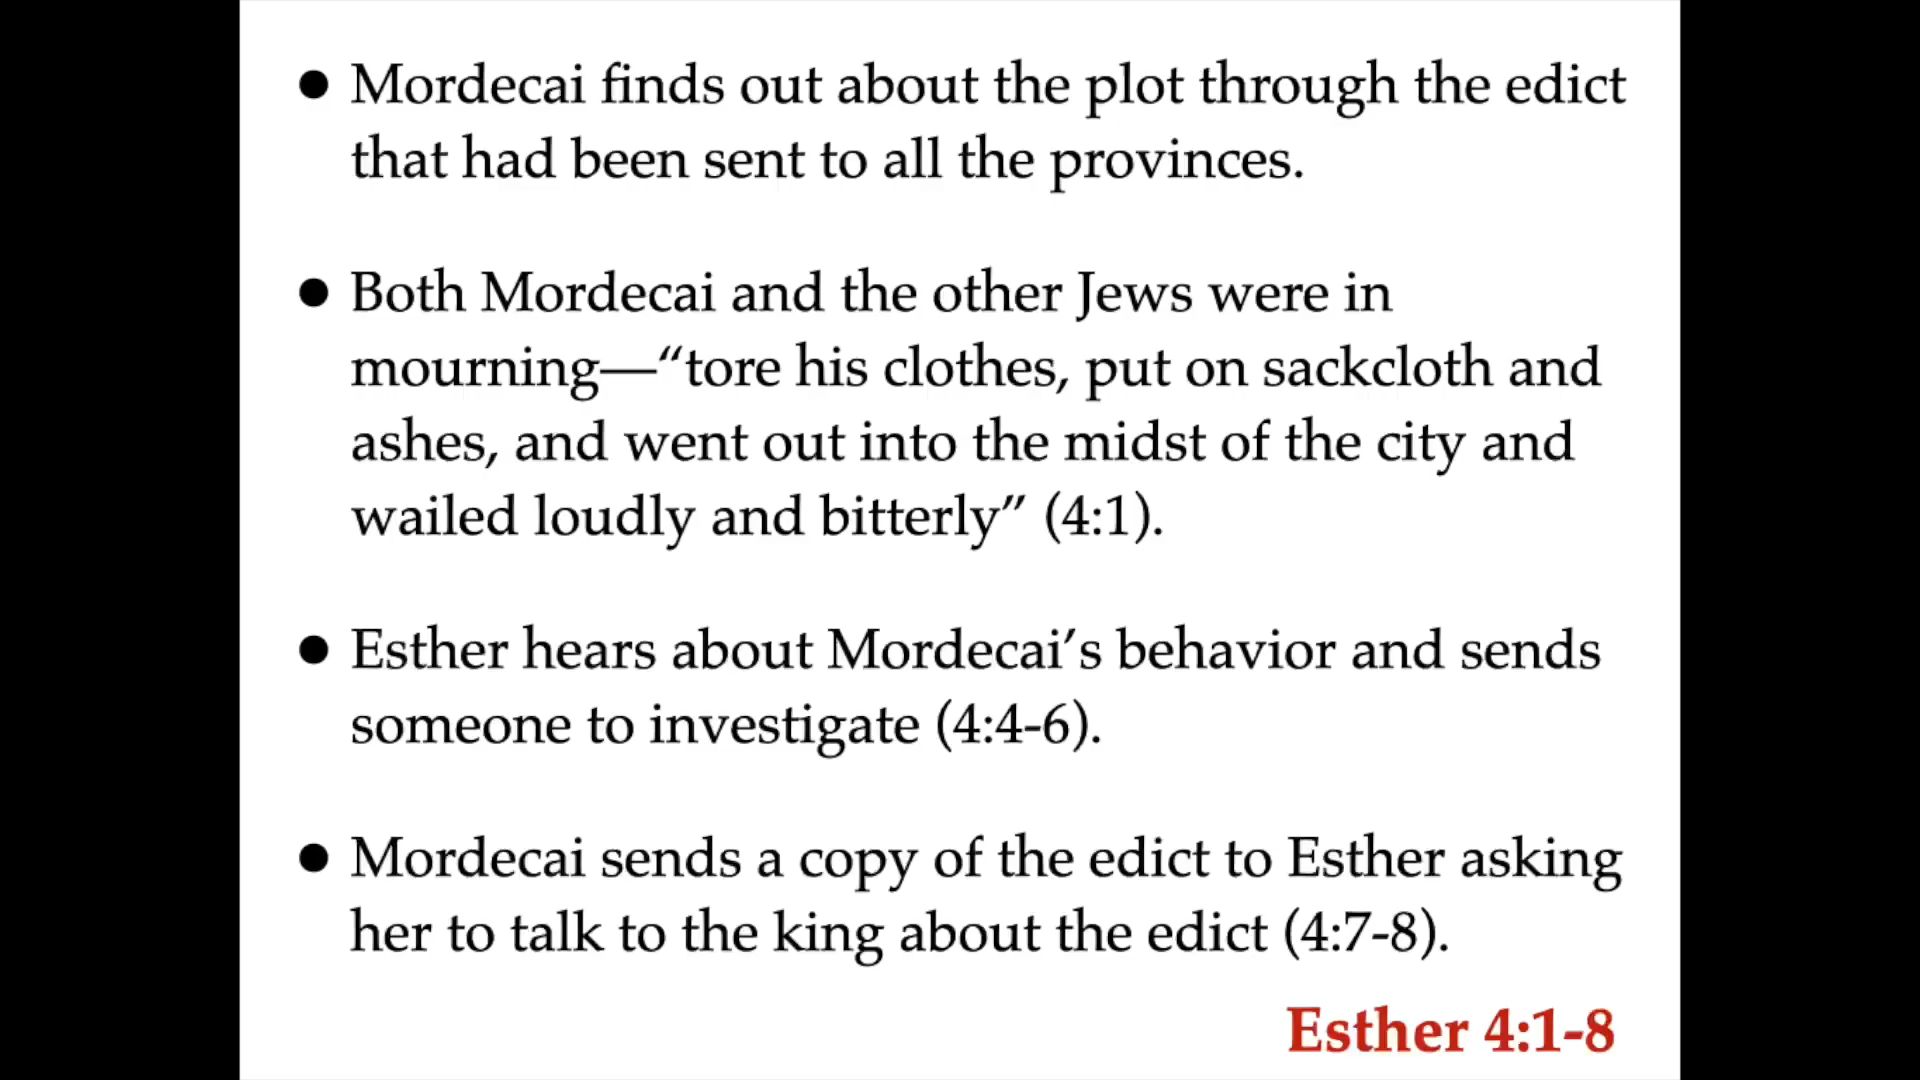 ● Mordecai finds out about the plot through the edict
that had been sent to all the provinces.
● Both Mordecai and the other Jews were in
mourning—“tore his clothes, put on sackcloth and
ashes, and went out into the midst of the city and
wailed loudly and bitterly” (4:1).
● Esther hears about Mordecai’s behavior and sends
someone to investigate (4:4-6).
● Mordecai sends a copy of the edict to Esther asking
her to talk to the king about the edict (4:7-8).
Esther 4:1-8